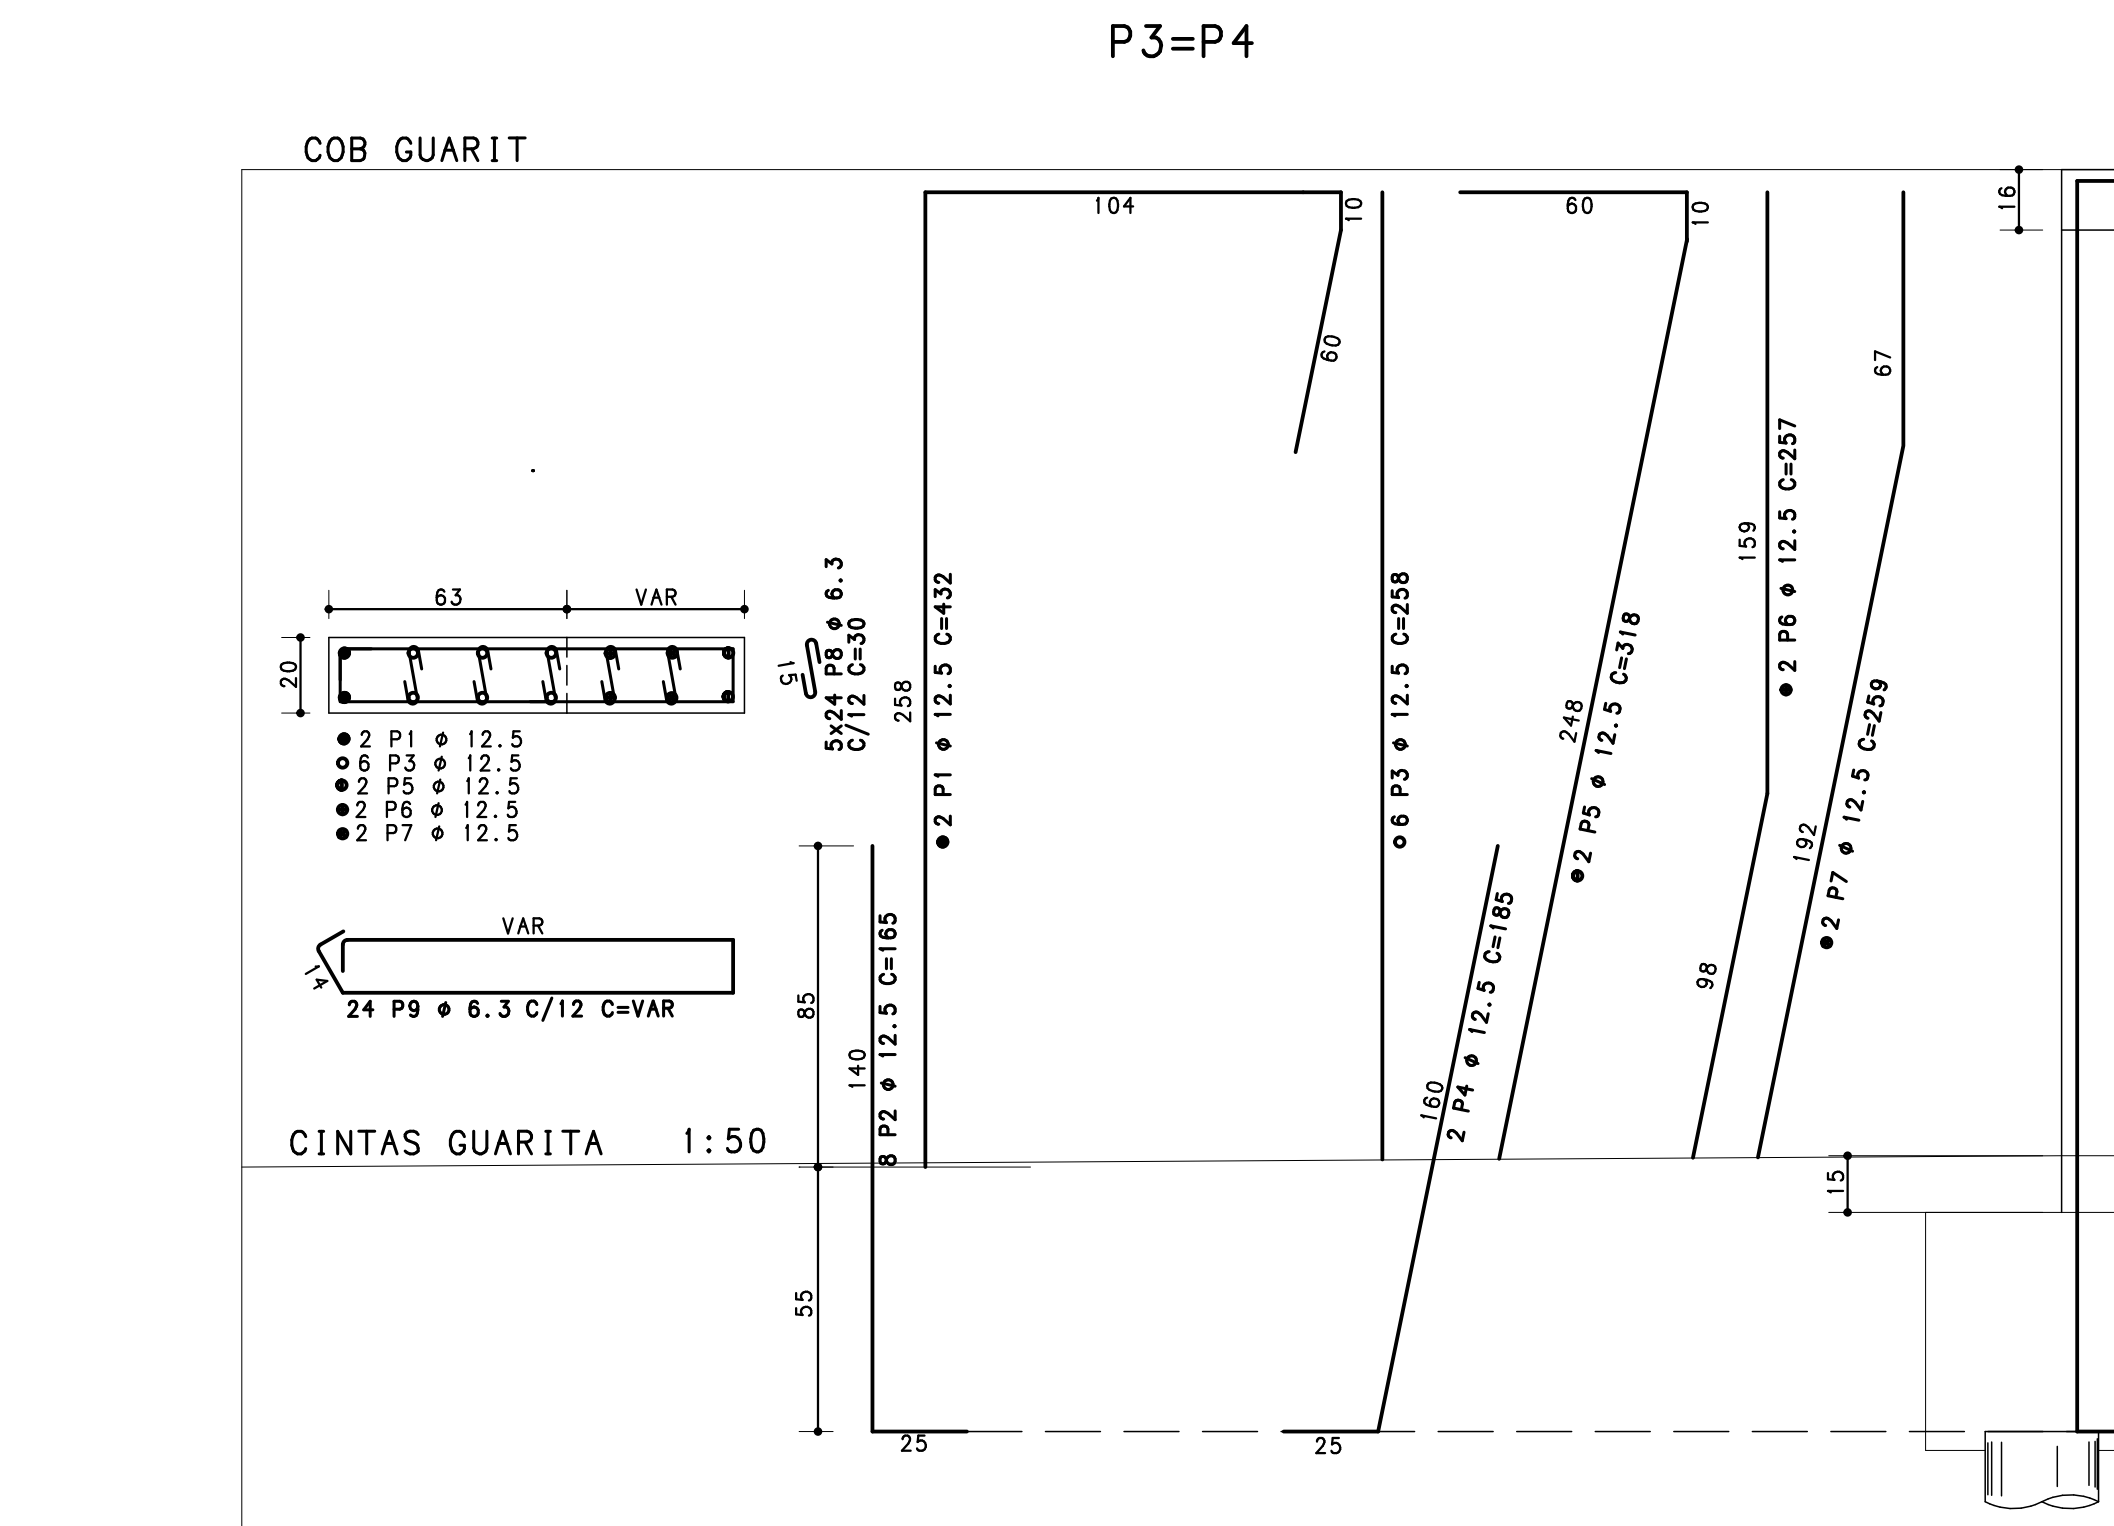 P3=P4
COB GUARIT
104
10
60
10
16
60
67
63
VAR
20
15
5x24 P8 ø 6.3
C/12 C=30
258
2 P1 ø 12.5 C=432
6 P3 ø 12.5 C=258
248
2 P5 ø 12.5 C=318
159
2 P6 ø 12.5 C=257
98
192
2 P7 ø 12.5 C=259
2 P1 ø 12.5
6 P3 ø 12.5
2 P5 ø 12.5
2 P6 ø 12.5
2 P7 ø 12.5
VAR
14
24 P9 ø 6.3 C/12 C=VAR
85
140
8 P2 ø 12.5 C=165
160
2 P4 ø 12.5 C=185
CINTAS GUARITA 1:50
15
55
25
25